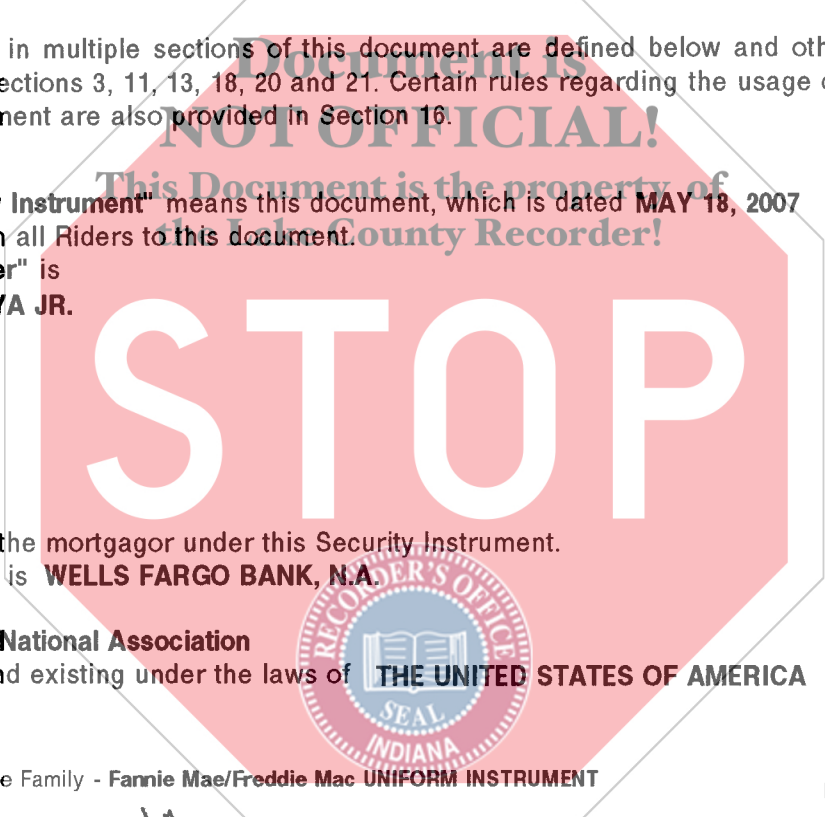 in multiple sections of this document are defined below and
ections 3, 11, 13, 18, 20 and 21. Certain rules regarding the usage
ment are also provided in Section 16.
Instrument" means this document, which is dated MAY 18, 2007
all Riders to this document.
er" is
YA JR.
the mortgagor under this Security Instrument.
is WELLS FARGO BANK, N.A.
National Association
nd existing under the laws of THE UNITED STATES OF AMERICA
e Family - Fannie Mae/Freddie Mac UNIFORM INSTRUMENT
Document is
NOT OFFICIAL!
This Document is the property of
the Lake County Recorder!
STOP
RECORDER'S OFFICE
SEAL
INDIANA